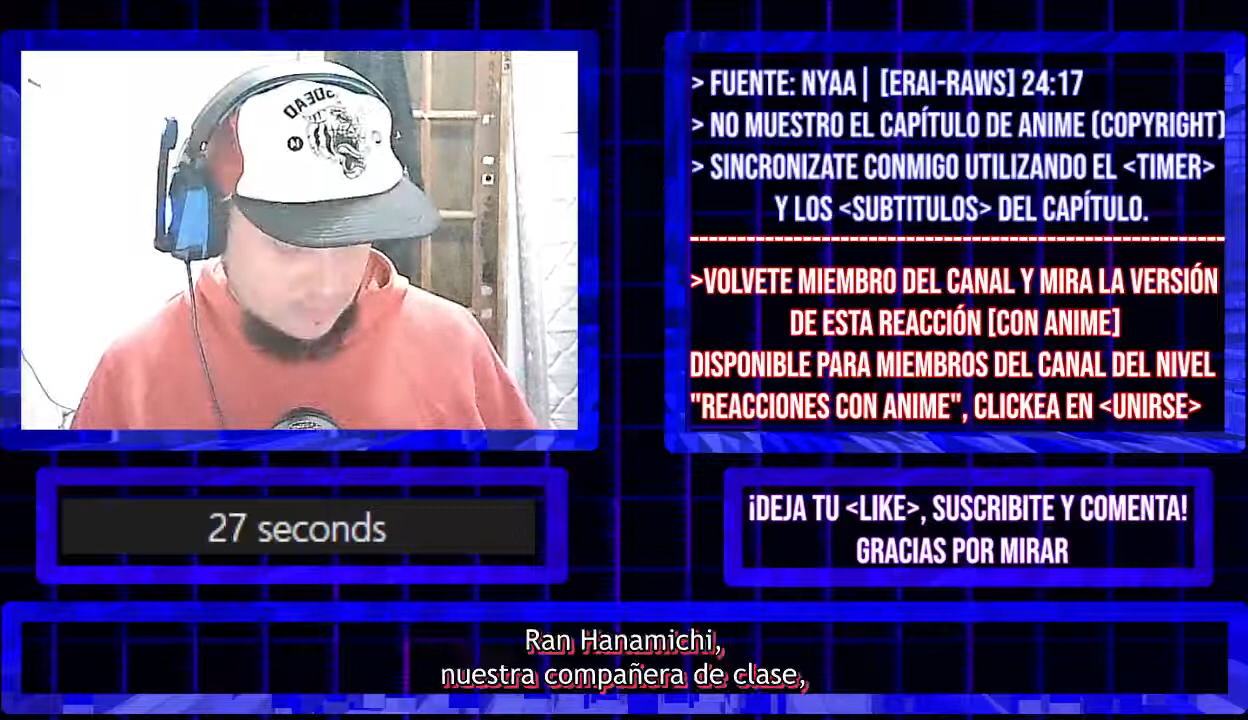 > FUENTE: NYAA| [ERAI-RAWS] 24:17
> NO MUESTRO EL CAPÍTULO DE ANIME (COPYRIGHT)
> SINCRONIZATE CONMIGO UTILIZANDO EL <TIMER>
Y LOS <SUBTITULOS> DEL CAPÍTULO.
>VOLVETE MIEMBRO DEL CANAL Y MIRA LA VERSIÓN
DE ESTA REACCIÓN [CON ANIME]
DISPONIBLE PARA MIEMBROS DEL CANAL DEL NIVEL
"REACCIONES CON ANIME", CLICKEA EN <UNIRSE>
27 seconds
¡DEJA TU <LIKE>, SUSCRIBITE Y COMENTA!
GRACIAS POR MIRAR
Ran Hanamichi,
nuestra compañera de clase,